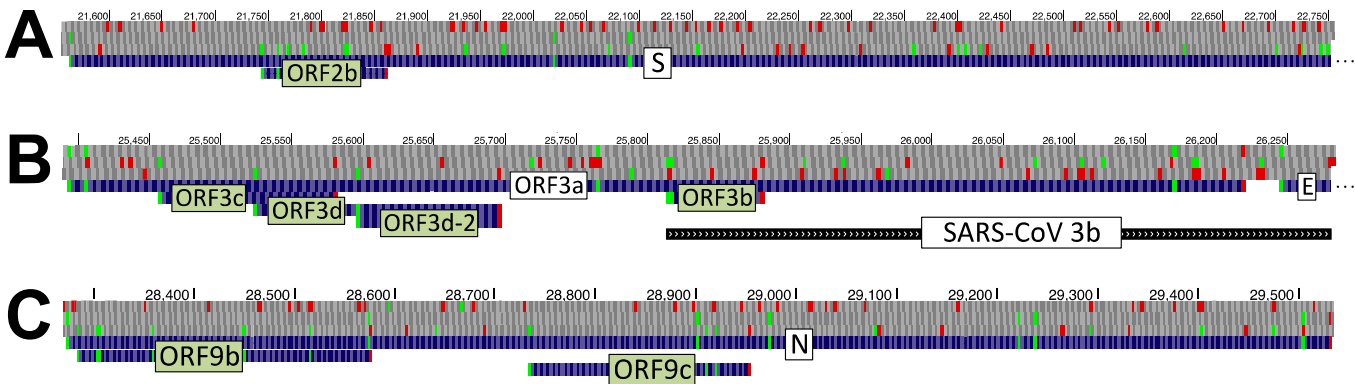 A
21,600 21,650 21,700 21,750 21,800 21,850 21,900 21,950 22,000 22,050 22,100 22,150 22,200 22,250 22,300 22,350 22,400 22,450 22,500 22,550 22,600 22,650 22,700 22,750
S
...
ORF2b
B
25,450 25,500 25,550 25,600 25,650 25,700 25,750 25,800 25,850 25,900 25,950 26,000 26,050 26,100 26,150 26,200 26,250
ORF3c ORF3a ORF3b E ...
ORF3d
ORF3d-2
SARS-CoV 3b
C
28,400 28,500 28,600 28,700 28,800 28,900 29,000 29,100 29,200 29,300 29,400 29,500
N
ORF9b
ORF9c